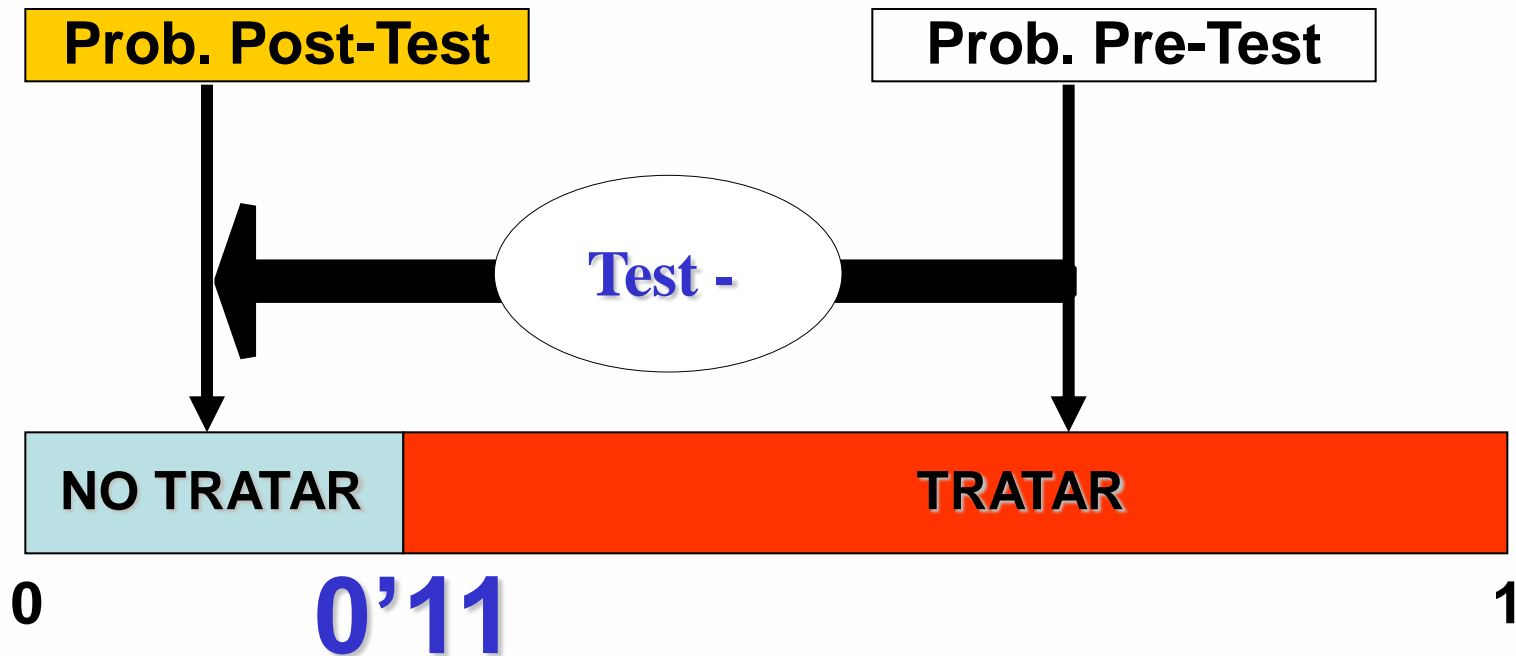 Prob. Post-Test
Prob. Pre-Test
Test -
NO TRATAR
TRATAR
0
0’11
1